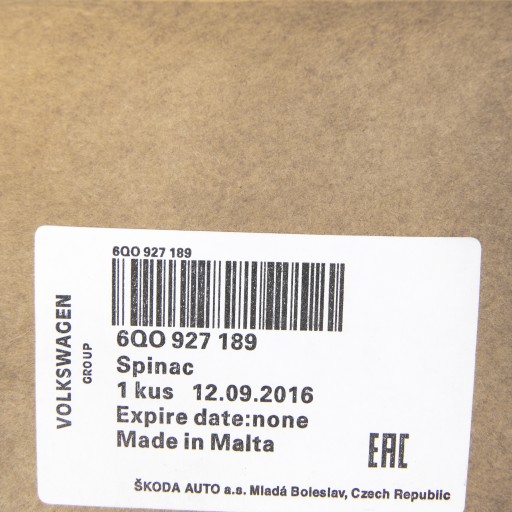 6Q0 927 189
VOLKSWAGEN
GROUP
6Q0 927 189
Spinac
1 kus 12.09.2016
Expire date:none
Made in Malta
EAC
ŠKODA AUTO a.s. Mladá Boleslav, Czech Republic